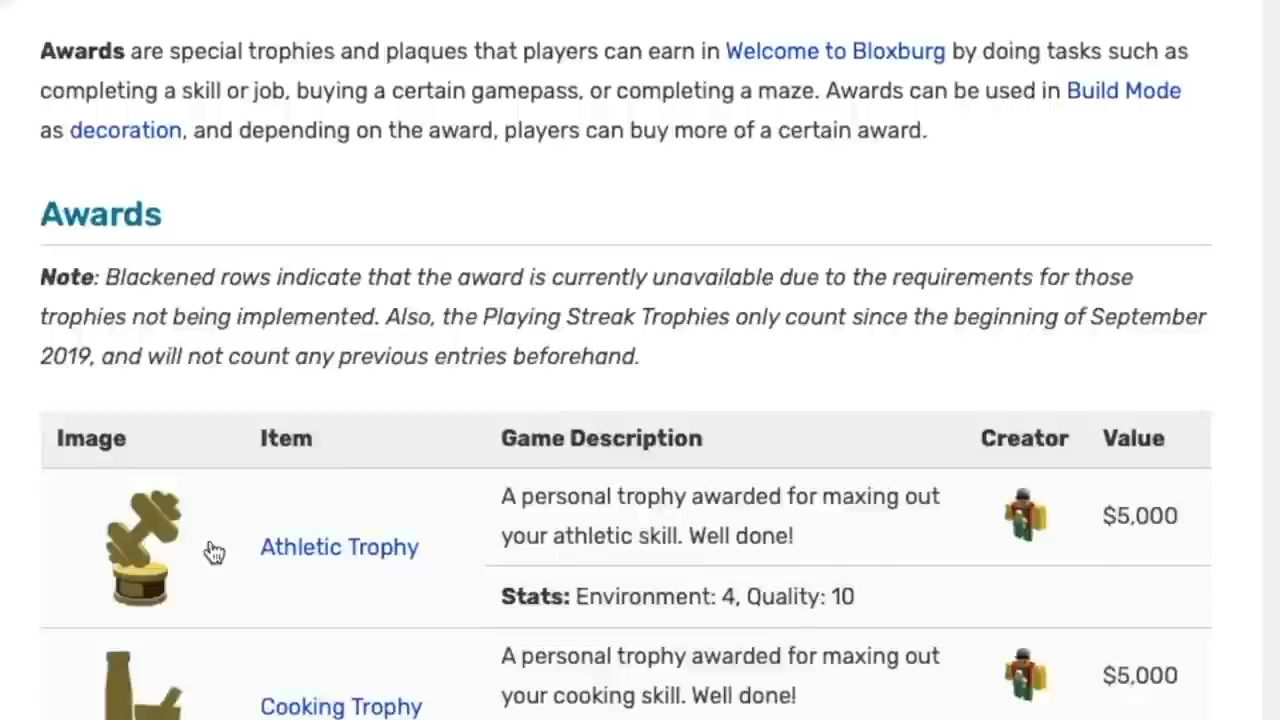 Awards are special trophies and plaques that players can earn in Welcome to Bloxburg by doing tasks such as
completing a skill or job, buying a certain gamepass, or completing a maze. Awards can be used in Build Mode
as decoration, and depending on the award, players can buy more of a certain award.
Awards
Note: Blackened rows indicate that the award is currently unavailable due to the requirements for those
trophies not being implemented. Also, the Playing Streak Trophies only count since the beginning of September
2019, and will not count any previous entries beforehand.
Image Item Game Description Creator Value
A personal trophy awarded for maxing out
your athletic skill. Well done!
$5,000
Athletic Trophy
Stats: Environment: 4, Quality: 10
A personal trophy awarded for maxing out
your cooking skill. Well done!
$5,000
Cooking Trophy